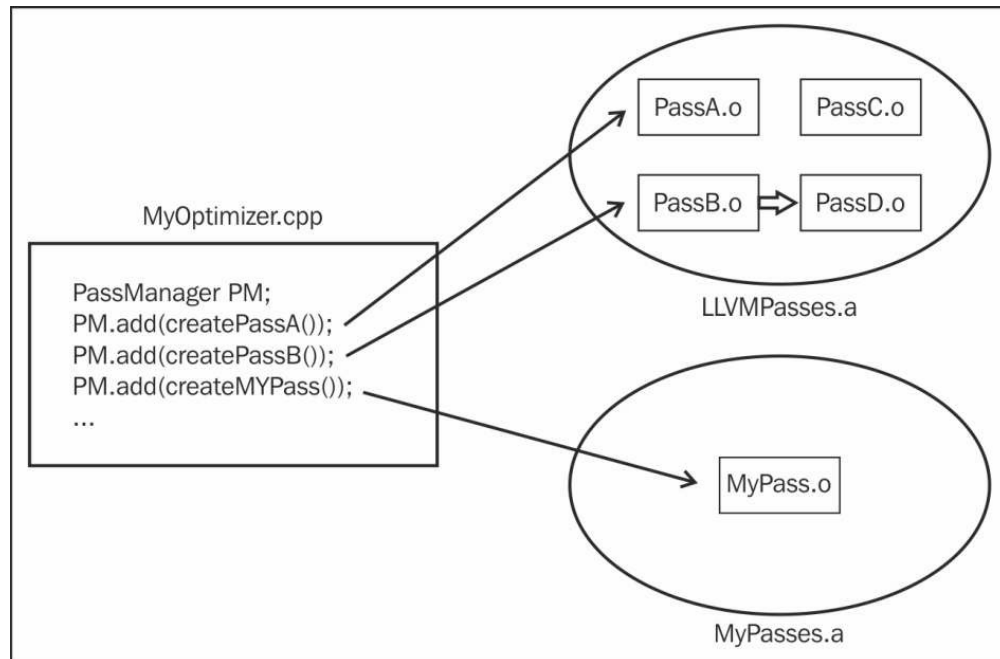 MyOptimizer.cpp
PassManager PM;
PM.add(createPassA());
PM.add(createPassB());
PM.add(createMYPass());
...
PassA.o
PassC.o
PassB.o
PassD.o
LLVMPasses.a
MyPass.o
MyPasses.a